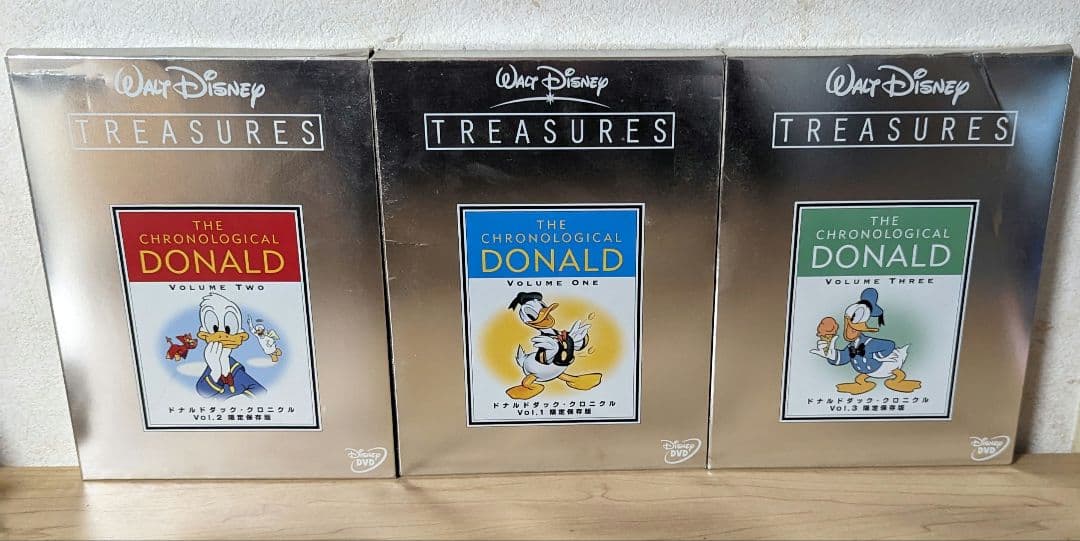 WALT DISNEY
TREASURES
THE
CHRONOLOGICAL
DONALD
VOLUME TWO
ドナルドダック・クロニクル
Vol.2 限定保存版
DISNEY
DVD
WALT DISNEY
TREASURES
THE
CHRONOLOGICAL
DONALD
VOLUME ONE
ドナルドダック・クロニクル
Vol.1 限定保存版
DISNEY
DVD
WALT DISNEY
TREASURES
THE
CHRONOLOGICAL
DONALD
VOLUME THREE
ドナルドダック・クロニクル
Vol.3 限定保存版
DISNEY
DVD